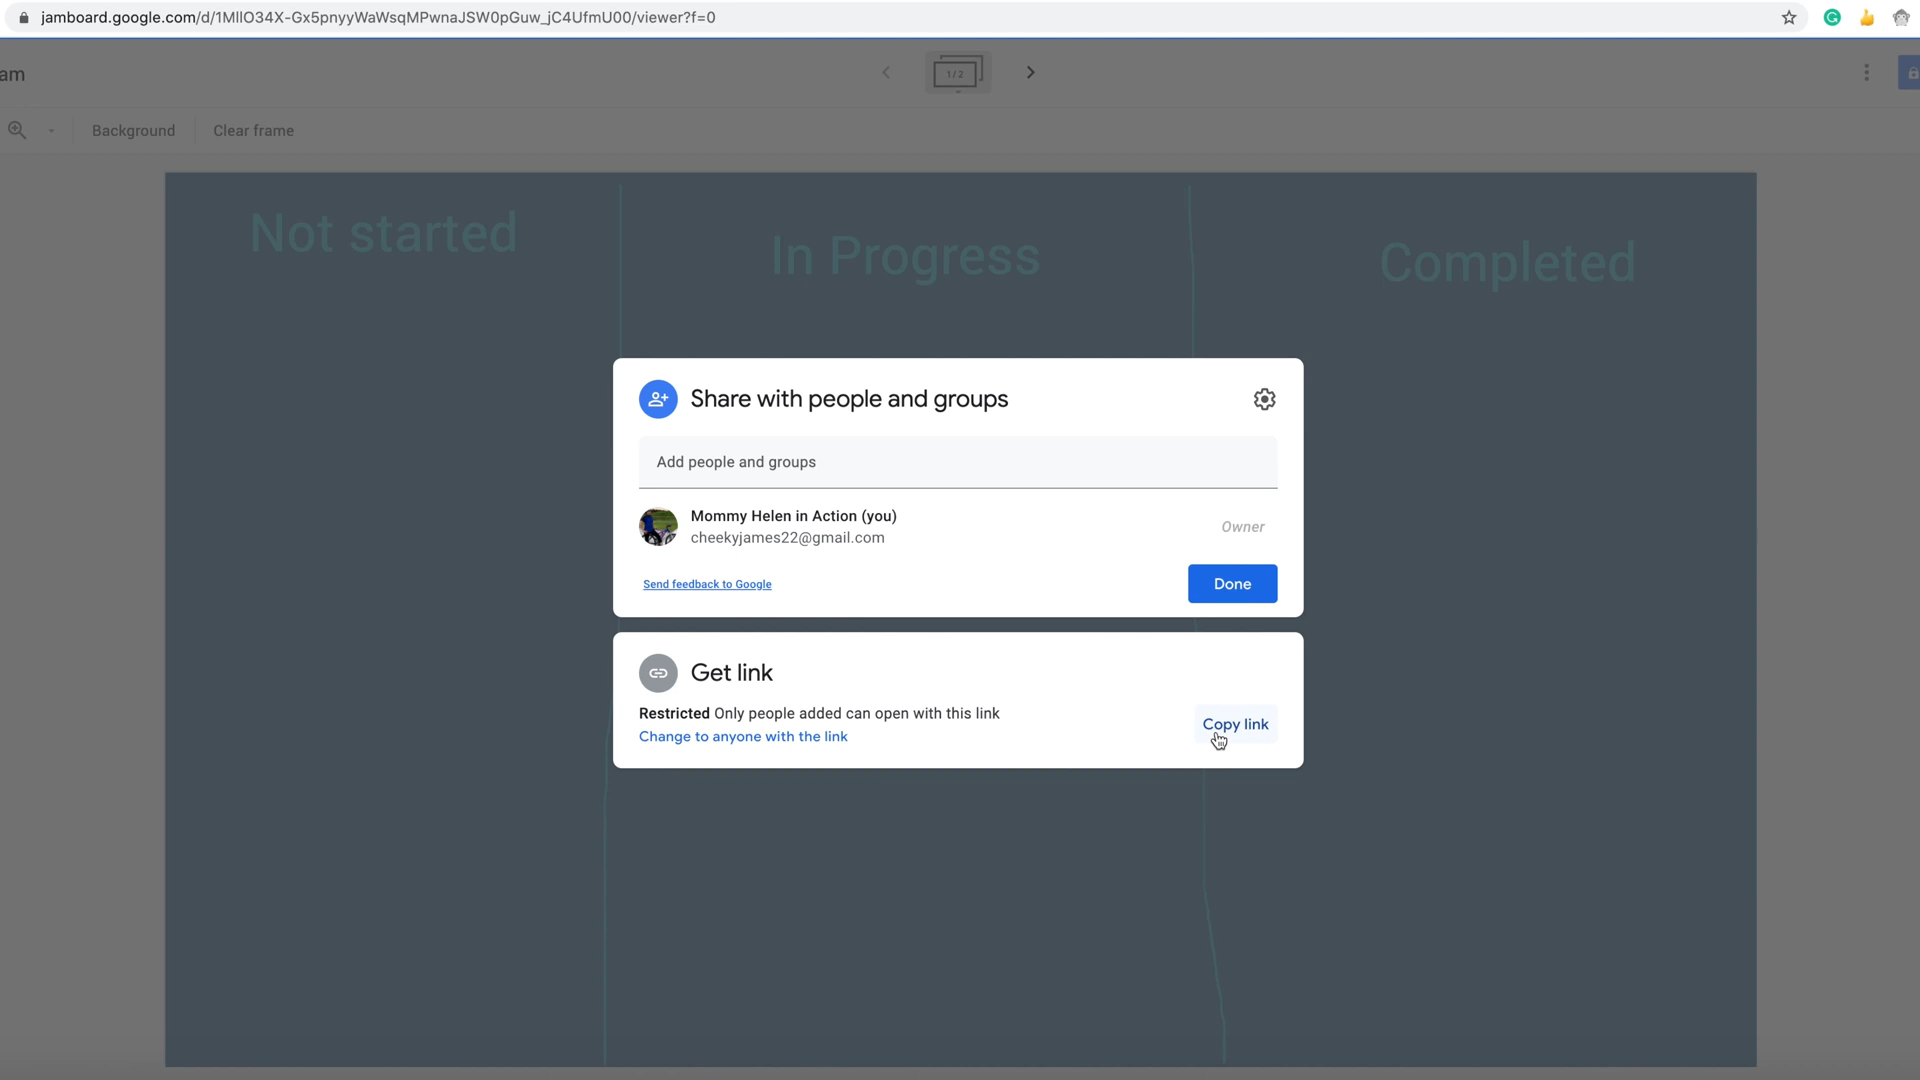 jamboard.google.com/d/1MllO34X-Gx5pnyyWaWsqMPwnaJSW0pGuw_jC4UfmU00/viewer?f=0
am
1/2
Background
Clear frame
Not started
In Progress
Completed
Share with people and groups
Add people and groups
Mommy Helen in Action (you)
cheekyjames22@gmail.com
Owner
Send feedback to Google
Done
Get link
Restricted Only people added can open with this link
Change to anyone with the link
Copy link